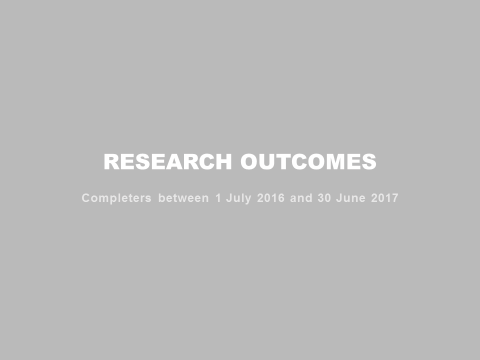 RESEARCH OUTCOMES
Completers between 1 July 2016 and 30 June 2017